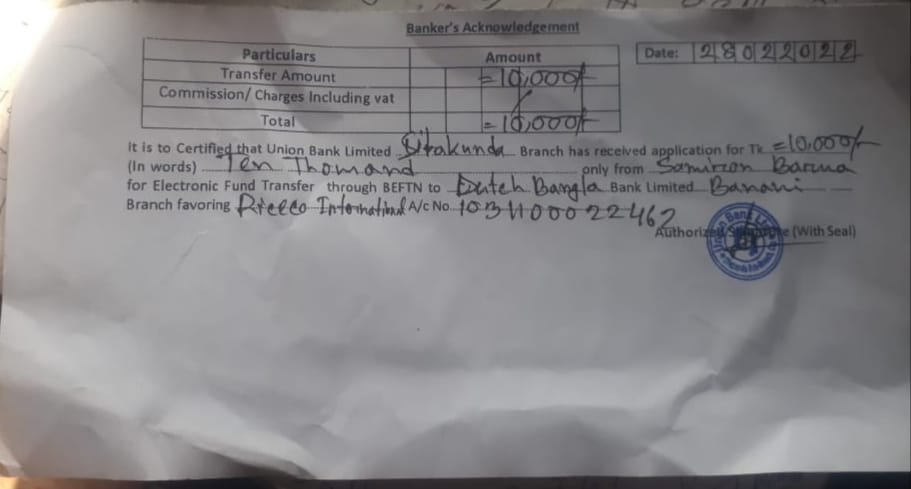 Banker's Acknowledgement
Particulars Amount Date: 28022022
Transfer Amount =10,000/-
Commission/ Charges Including vat
Total =10,000/-
It is to Certified that Union Bank Limited Sitakunda Branch has received application for Tk =10,000/-
(In words) Ten Thousand only from Samiron Barua
for Electronic Fund Transfer through BEFTN to Dutch Bangla Bank Limited Banani
Branch favoring International A/c No. 1031100022462
Authorized (With Seal)